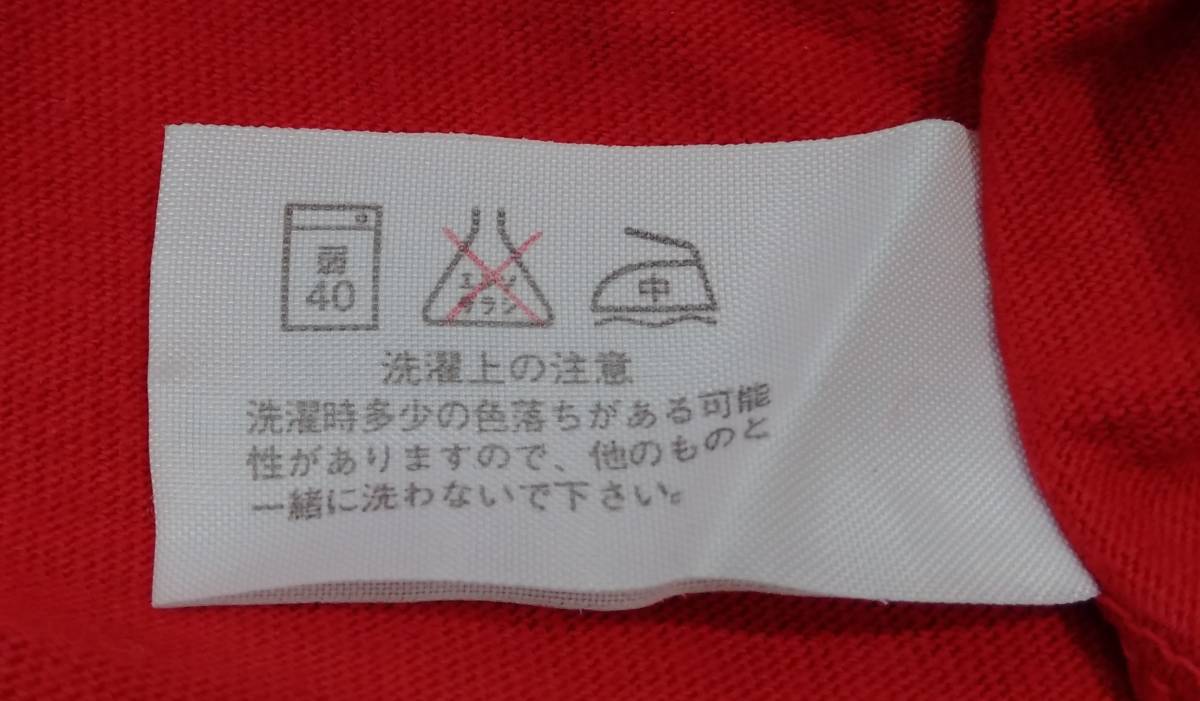 弱
40
エンソ
サラシ
中
洗濯上の注意
洗濯時多少の色落ちがある可能
性がありますので、他のものと
一緒に洗わないで下さい。